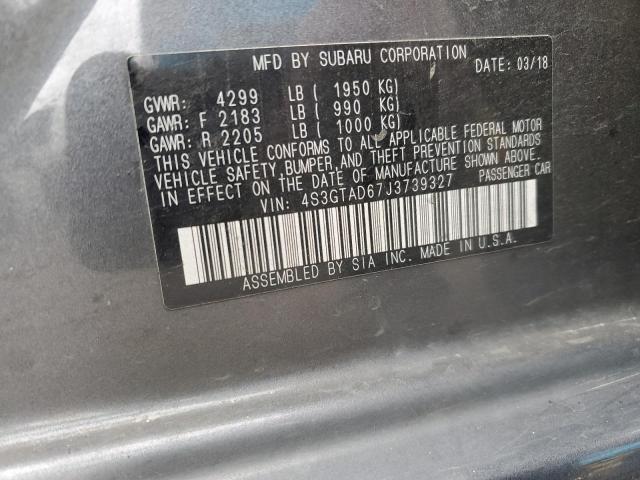 MFD BY SUBARU CORPORATION
DATE: 03/18
GVWR: 4299 LB ( 1950 KG)
GAWR: F 2183 LB ( 990 KG)
GAWR: R 2205 LB ( 1000 KG)
THIS VEHICLE CONFORMS TO ALL APPLICABLE FEDERAL MOTOR
VEHICLE SAFETY, BUMPER, AND THEFT PREVENTION STANDARDS
IN EFFECT ON THE DATE OF MANUFACTURE SHOWN ABOVE.
VIN: 4S3GTAD67J3739327 PASSENGER CAR
ASSEMBLED BY SIA INC. MADE IN U.S.A.